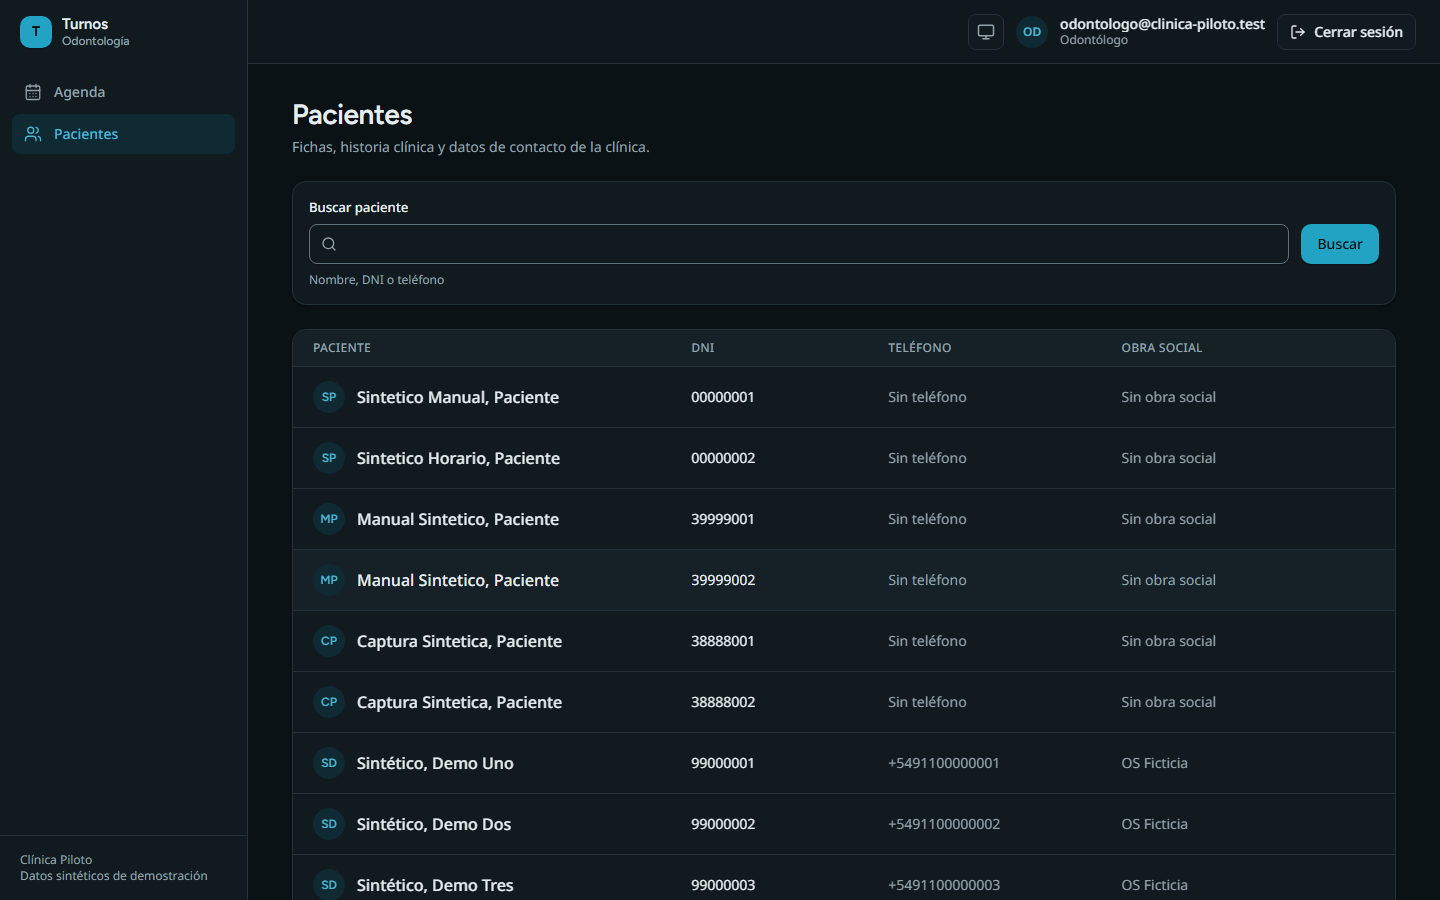 T
Turnos
Odontología
Agenda
Pacientes
OD
odontologo@clinica-piloto.test
Odontólogo
Cerrar sesión
Pacientes
Fichas, historia clínica y datos de contacto de la clínica.
Buscar paciente
Buscar
Nombre, DNI o teléfono
PACIENTE DNI TELÉFONO OBRA SOCIAL
SP Sintetico Manual, Paciente 00000001 Sin teléfono Sin obra social
SP Sintetico Horario, Paciente 00000002 Sin teléfono Sin obra social
MP Manual Sintetico, Paciente 39999001 Sin teléfono Sin obra social
MP Manual Sintetico, Paciente 39999002 Sin teléfono Sin obra social
CP Captura Sintetica, Paciente 38888001 Sin teléfono Sin obra social
CP Captura Sintetica, Paciente 38888002 Sin teléfono Sin obra social
SD Sintético, Demo Uno 99000001 +5491100000001 OS Ficticia
SD Sintético, Demo Dos 99000002 +5491100000002 OS Ficticia
SD Sintético, Demo Tres 99000003 +5491100000003 OS Ficticia
Clínica Piloto
Datos sintéticos de demostración